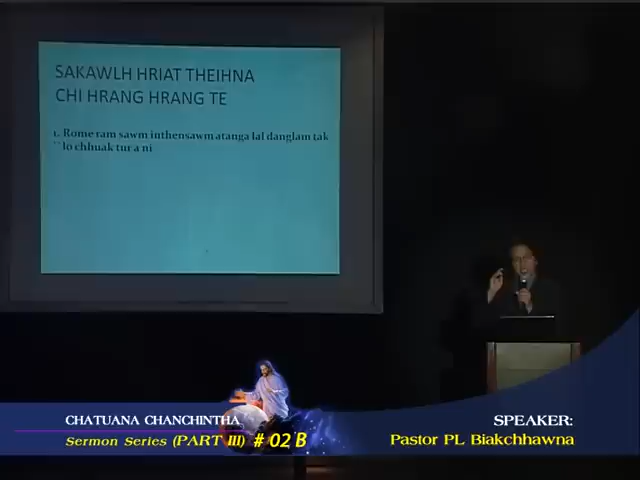 SAKAWLH HRIAT THEIHNA
CHI HRANG HRANG TE
1. Rome ram sawm inthensawm atanga lal danglam tak
lo chhuak tur a ni
CHATUANA CHANCHINTHA
Sermon Series (PART III) # 02 B
SPEAKER:
Pastor PL Biakchhawna